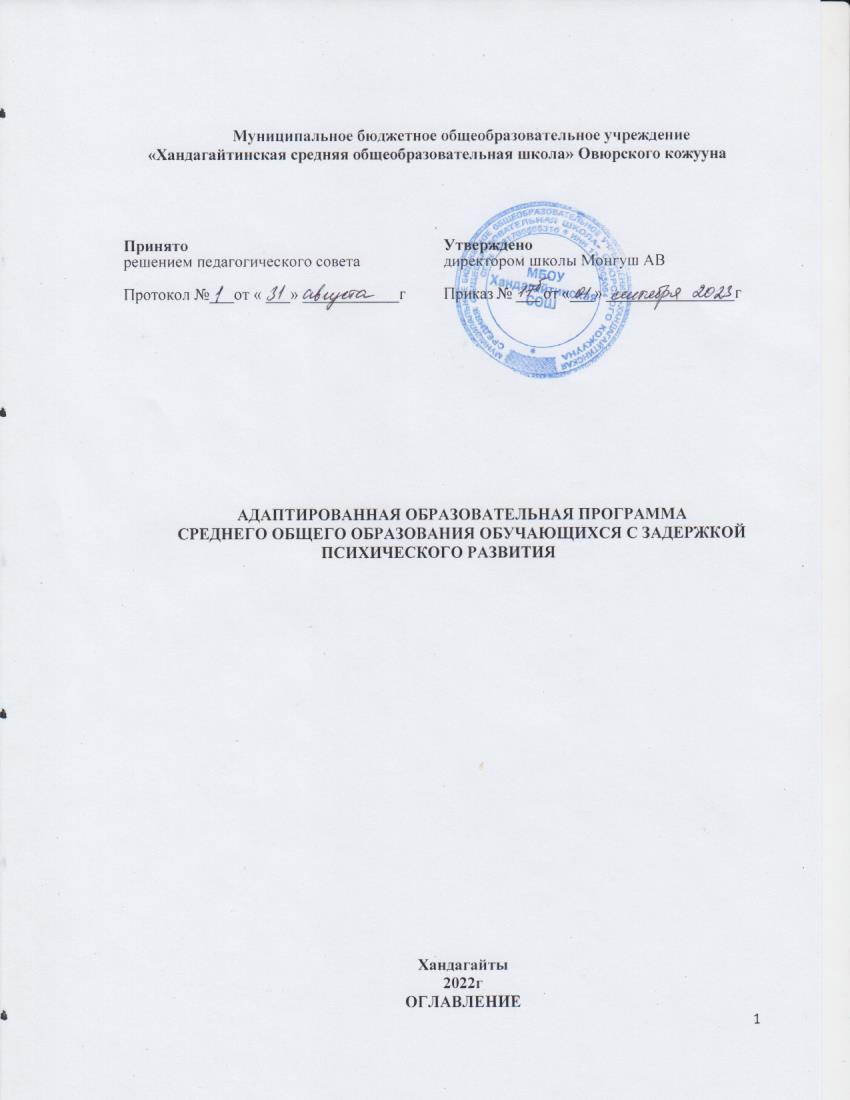 Муниципальное бюджетное общеобразовательное учреждение
«Хандагайтинская средняя общеобразовательная школа» Овюрского кожууна
Принято
решением педагогического совета
Протокол № 1 от « 31 » августа г
Утверждено
директором школы Монгуш АВ
Приказ № от « 01 » сентября 2023 г
МБОУ
Хандагайтинская
СОШ
АДАПТИРОВАННАЯ ОБРАЗОВАТЕЛЬНАЯ ПРОГРАММА
СРЕДНЕГО ОБЩЕГО ОБРАЗОВАНИЯ ОБУЧАЮЩИХСЯ С ЗАДЕРЖКОЙ
ПСИХИЧЕСКОГО РАЗВИТИЯ
Хандагайты
2022г
ОГЛАВЛЕНИЕ
1